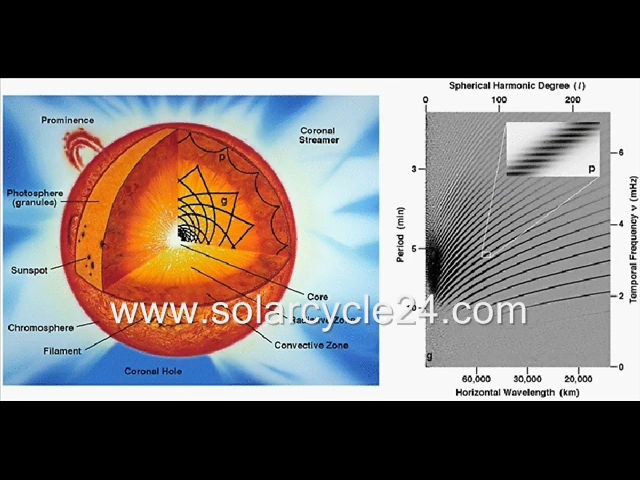 Prominence
Coronal
Streamer
Photosphere
(granules)
p
g
Sunspot
Core
Radiative Zone
www.solarcycle24.com
Chromosphere
Filament
Convective Zone
Coronal Hole
Spherical Harmonic Degree (l)
0
100
200
p
3
5
10
Period (min)
6
4
2
0
Temporal Frequency ν (mHz)
g
60,000
30,000
20,000
Horizontal Wavelength (km)